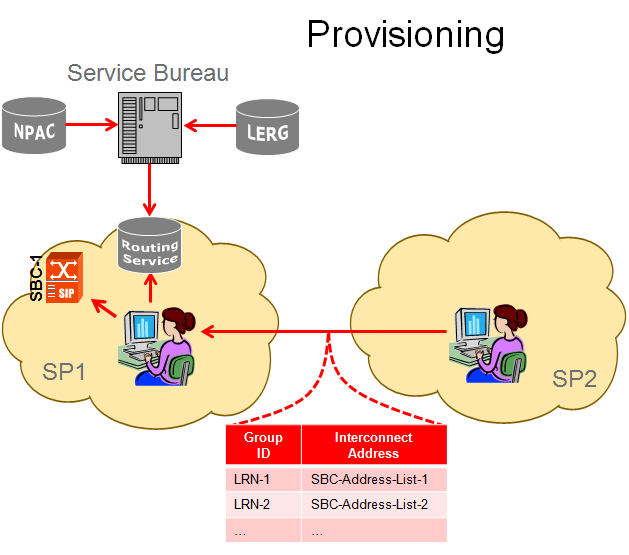 Provisioning
Service Bureau
NPAC
LERG
Routing
Service
SBC-1
SIP
SP1
SP2
Group
ID
Interconnect
Address
LRN-1
SBC-Address-List-1
LRN-2
SBC-Address-List-2
...
...